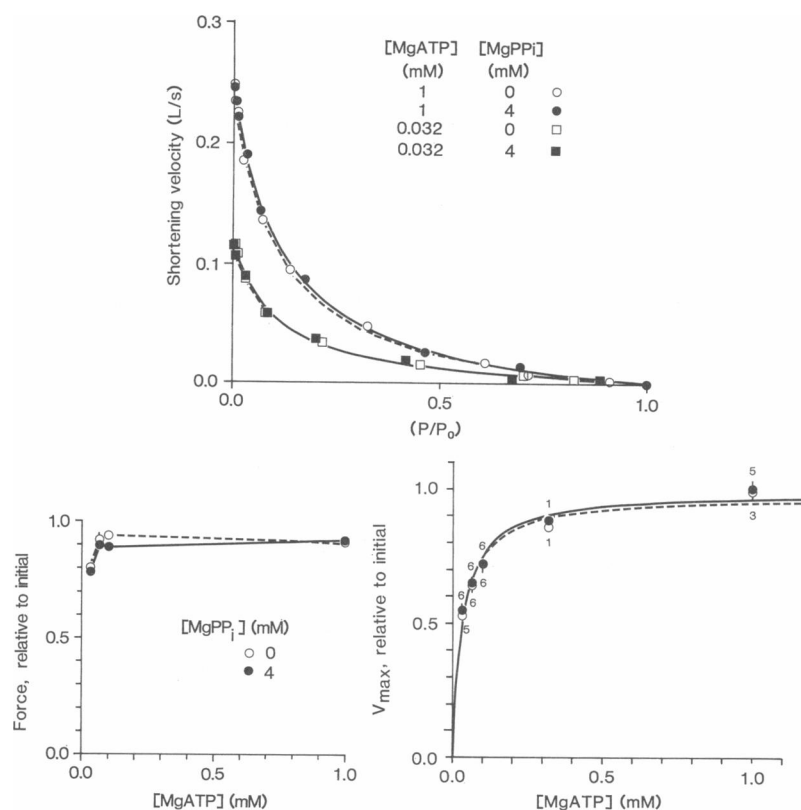 0.3
0.2
0.1
0.0
Shortening velocity (L/s)
[MgATP] [MgPPi]
(mM) (mM)
1 0
1 4
0.032 0
0.032 4
0.0 0.5 1.0
(P/P₀)
1.0
0.5
0.0
Force, relative to initial
[MgPPi] (mM)
0
4
0.0 0.5 1.0
[MgATP] (mM)
1.0
0.5
0.0
Vmax, relative to initial
5
1
3
6
1
6
6
6
6
5
0.0 0.5 1.0
[MgATP] (mM)